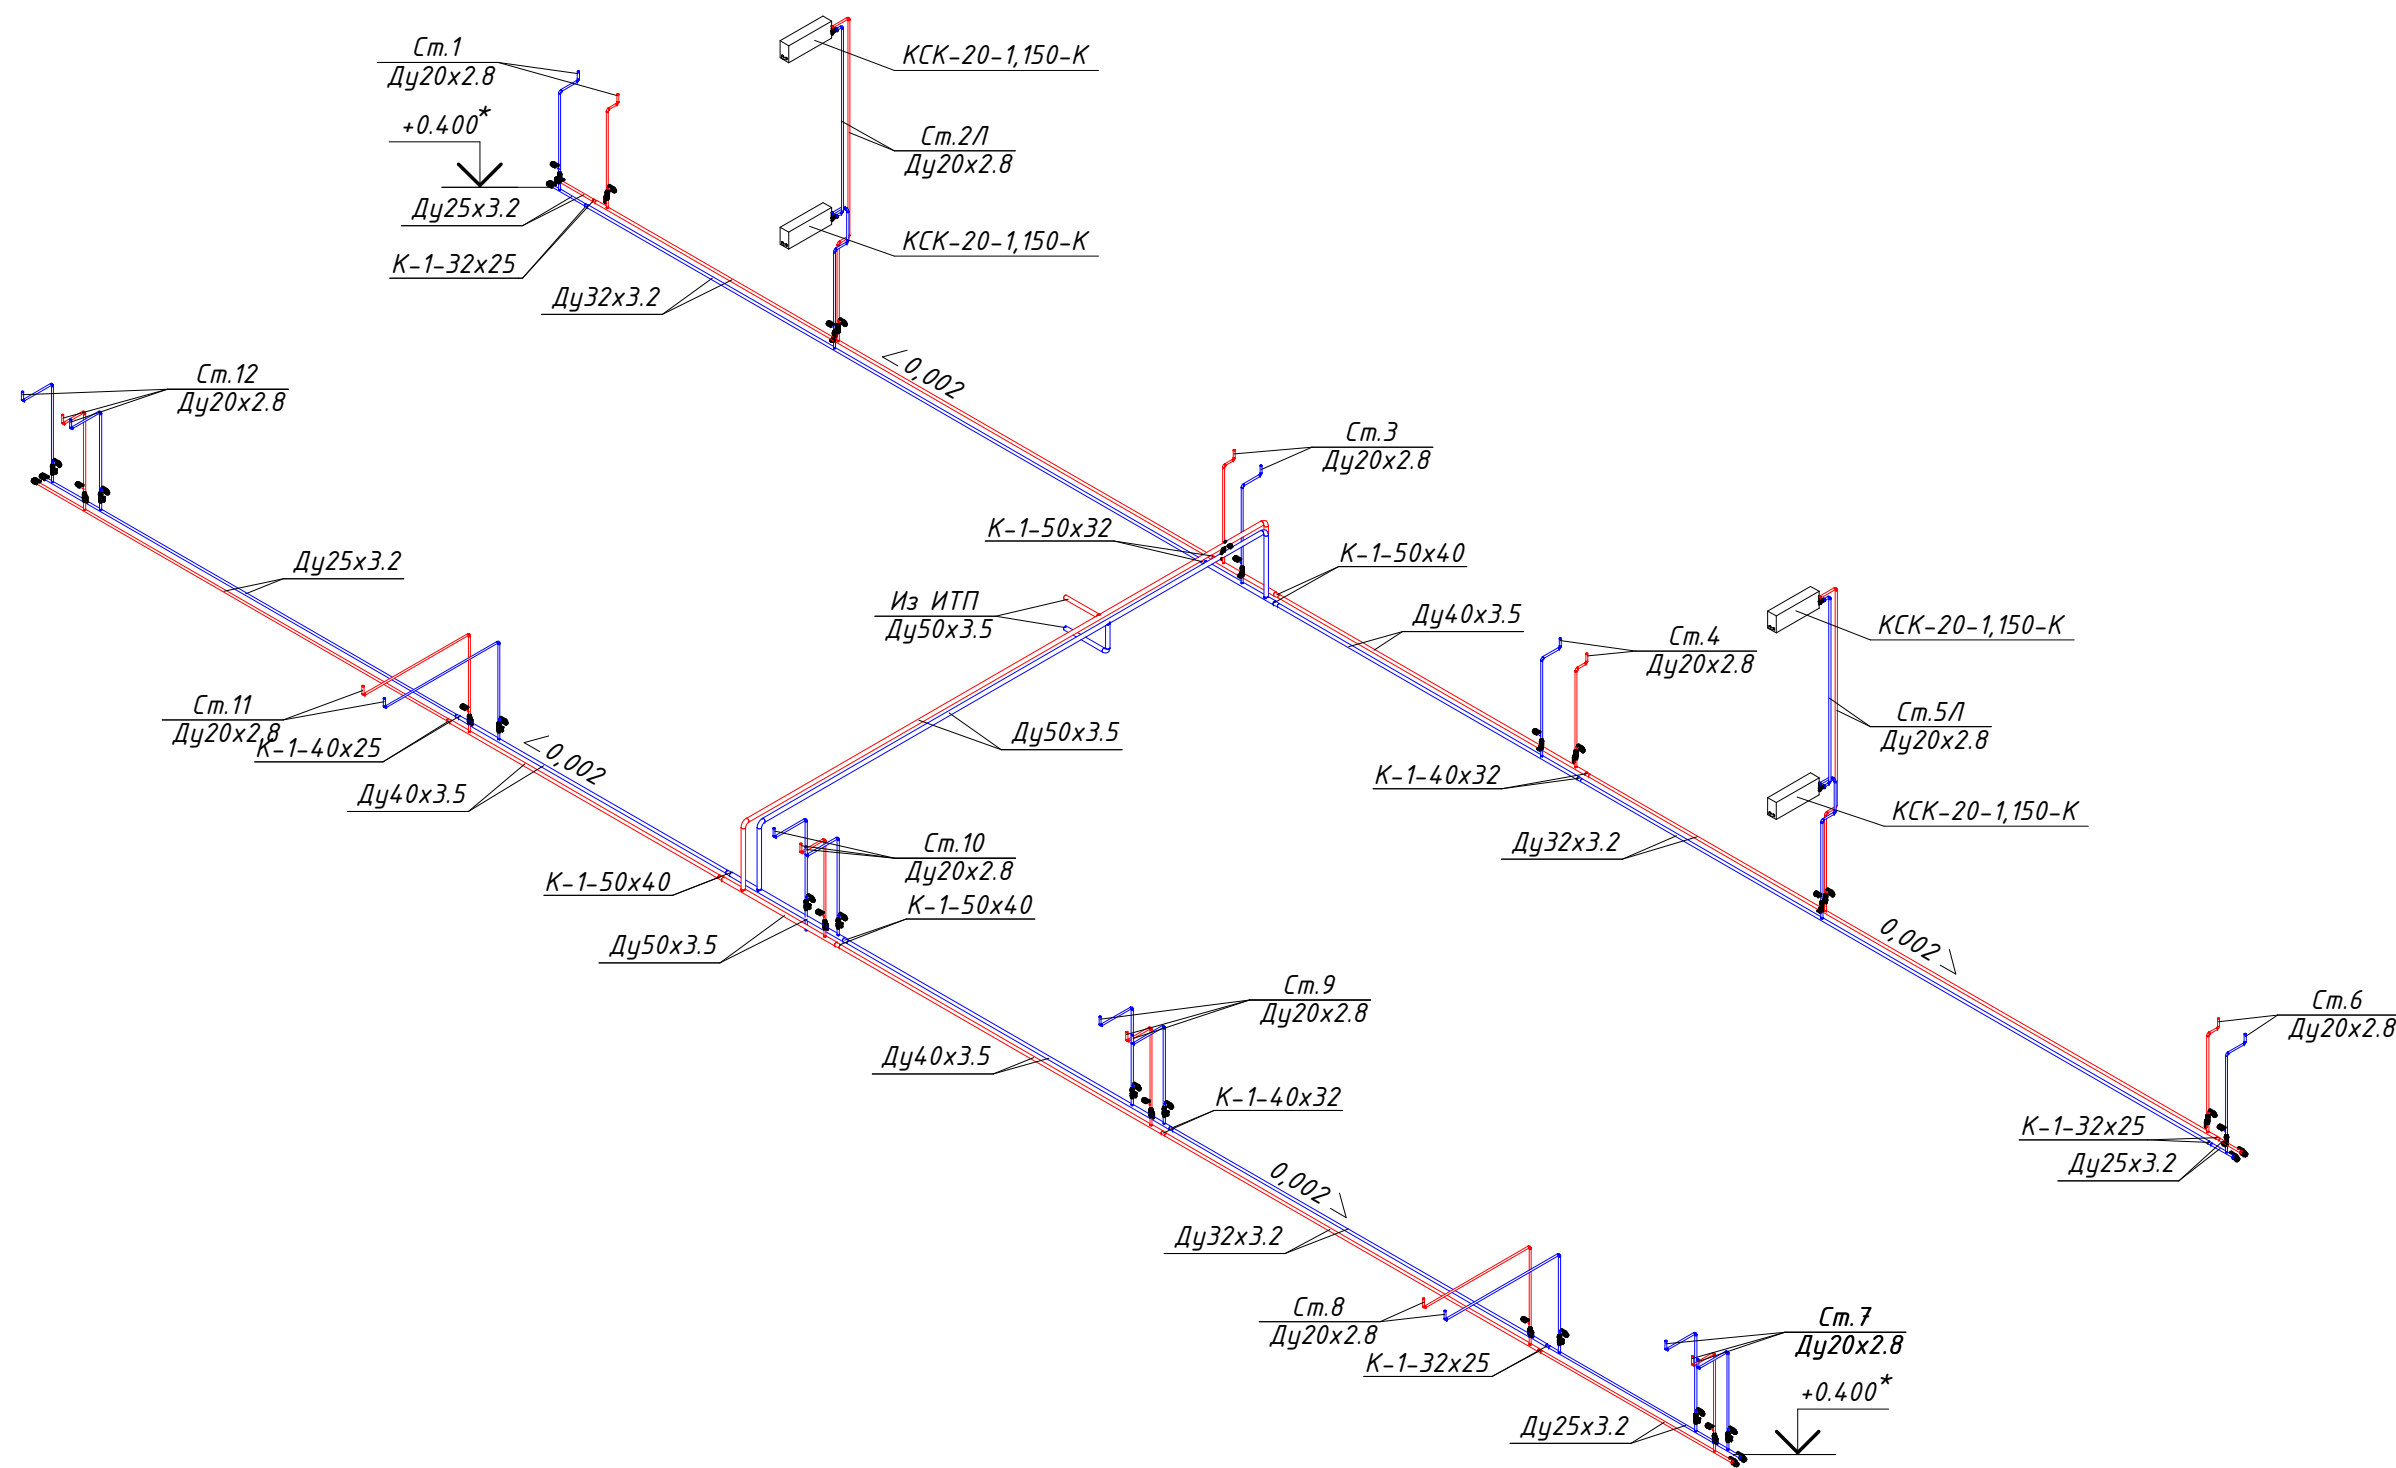 Ст.1
Ду20х2.8
+0.400*
Ду25х3.2
К-1-32х25
Ду32х3.2
КСК-20-1,150-К
Ст.2Л
Ду20х2.8
КСК-20-1,150-К
0,002
Ст.12
Ду20х2.8
Ст.3
Ду20х2.8
К-1-50х32
К-1-50х40
Ду25х3.2
Из ИТП
Ду50х3.5
Ду40х3.5
Ст.4
Ду20х2.8
КСК-20-1,150-К
Ст.5Л
Ду20х2.8
КСК-20-1,150-К
Ст.11
Ду20х2.8
К-1-40х25
0,002
Ду40х3.5
Ду50х3.5
К-1-40х32
Ду32х3.2
Ст.10
Ду20х2.8
К-1-50х40
К-1-50х40
Ду50х3.5
0,002
Ст.9
Ду20х2.8
Ст.6
Ду20х2.8
Ду40х3.5
К-1-40х32
К-1-32х25
Ду25х3.2
0,002
Ду32х3.2
Ст.8
Ду20х2.8
К-1-32х25
Ст.7
Ду20х2.8
+0.400*
Ду25х3.2